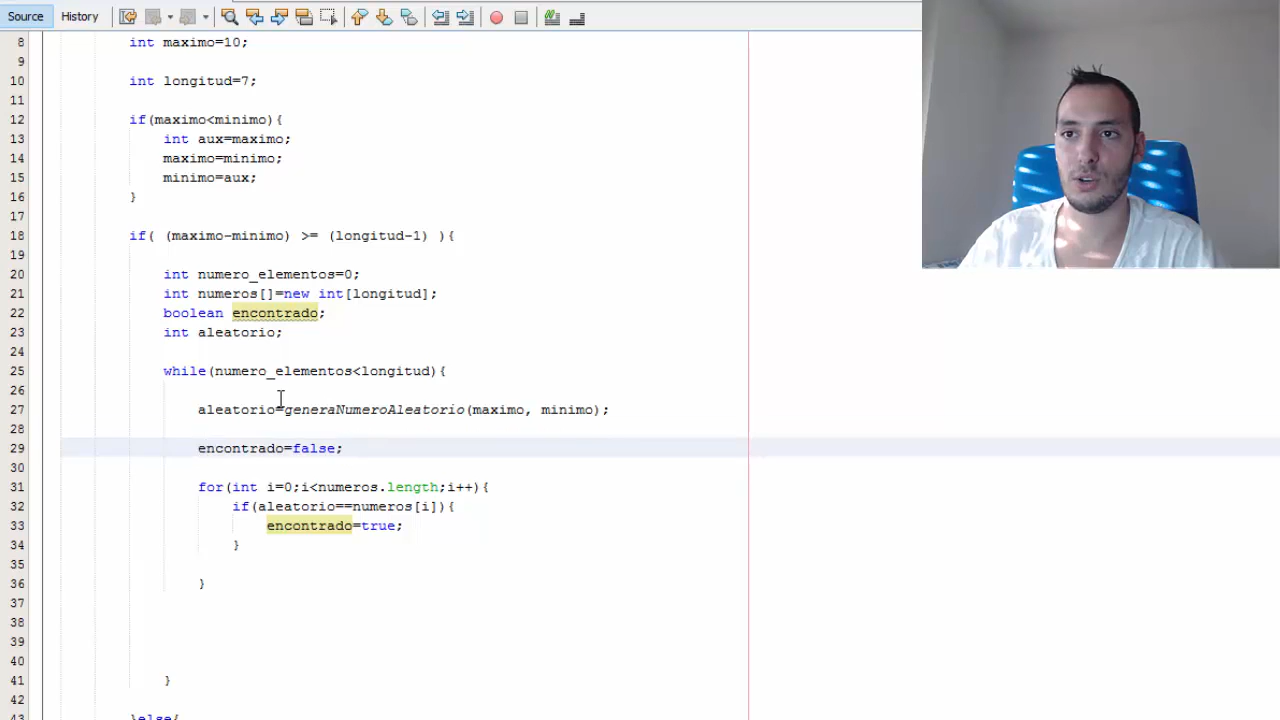 Source History
8 int maximo=10;
9
10 int longitud=7;
11
12 if(maximo<minimo){
13 int aux=maximo;
14 maximo=minimo;
15 minimo=aux;
16 }
17
18 if( (maximo-minimo) >= (longitud-1) ){
19
20 int numero_elementos=0;
21 int numeros[]=new int[longitud];
22 boolean encontrado;
23 int aleatorio;
24
25 while(numero_elementos<longitud){
26
27 aleatorio=generaNumeroAleatorio(maximo, minimo);
28
29 encontrado=false;
30
31 for(int i=0;i<numeros.length;i++){
32 if(aleatorio==numeros[i]){
33 encontrado=true;
34 }
35
36 }
37
38
39
40
41 }
42
43 }else{